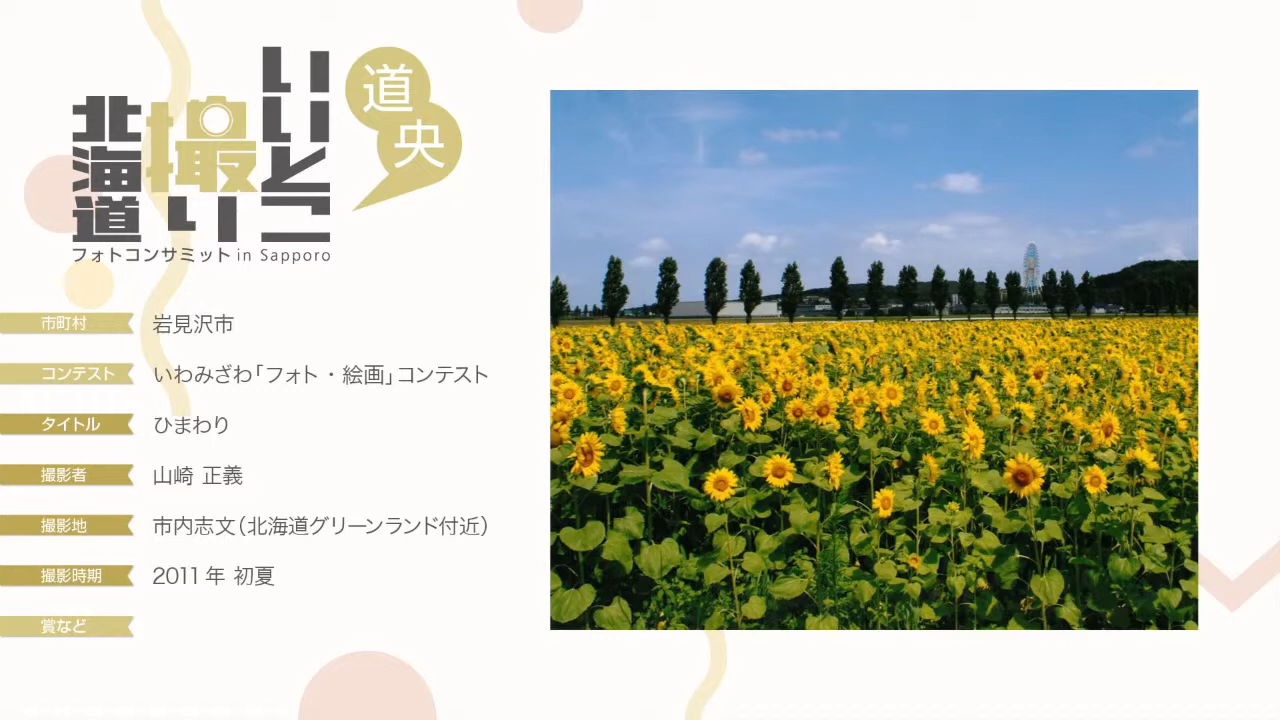 北海道
撮り
いいとこ
道央
フォトコンサミット in Sapporo
市町村 岩見沢市
コンテスト いわみざわ「フォト・絵画」コンテスト
タイトル ひまわり
撮影者 山崎 正義
撮影地 市内志文(北海道グリーンランド付近)
撮影時期 2011年 初夏
賞など